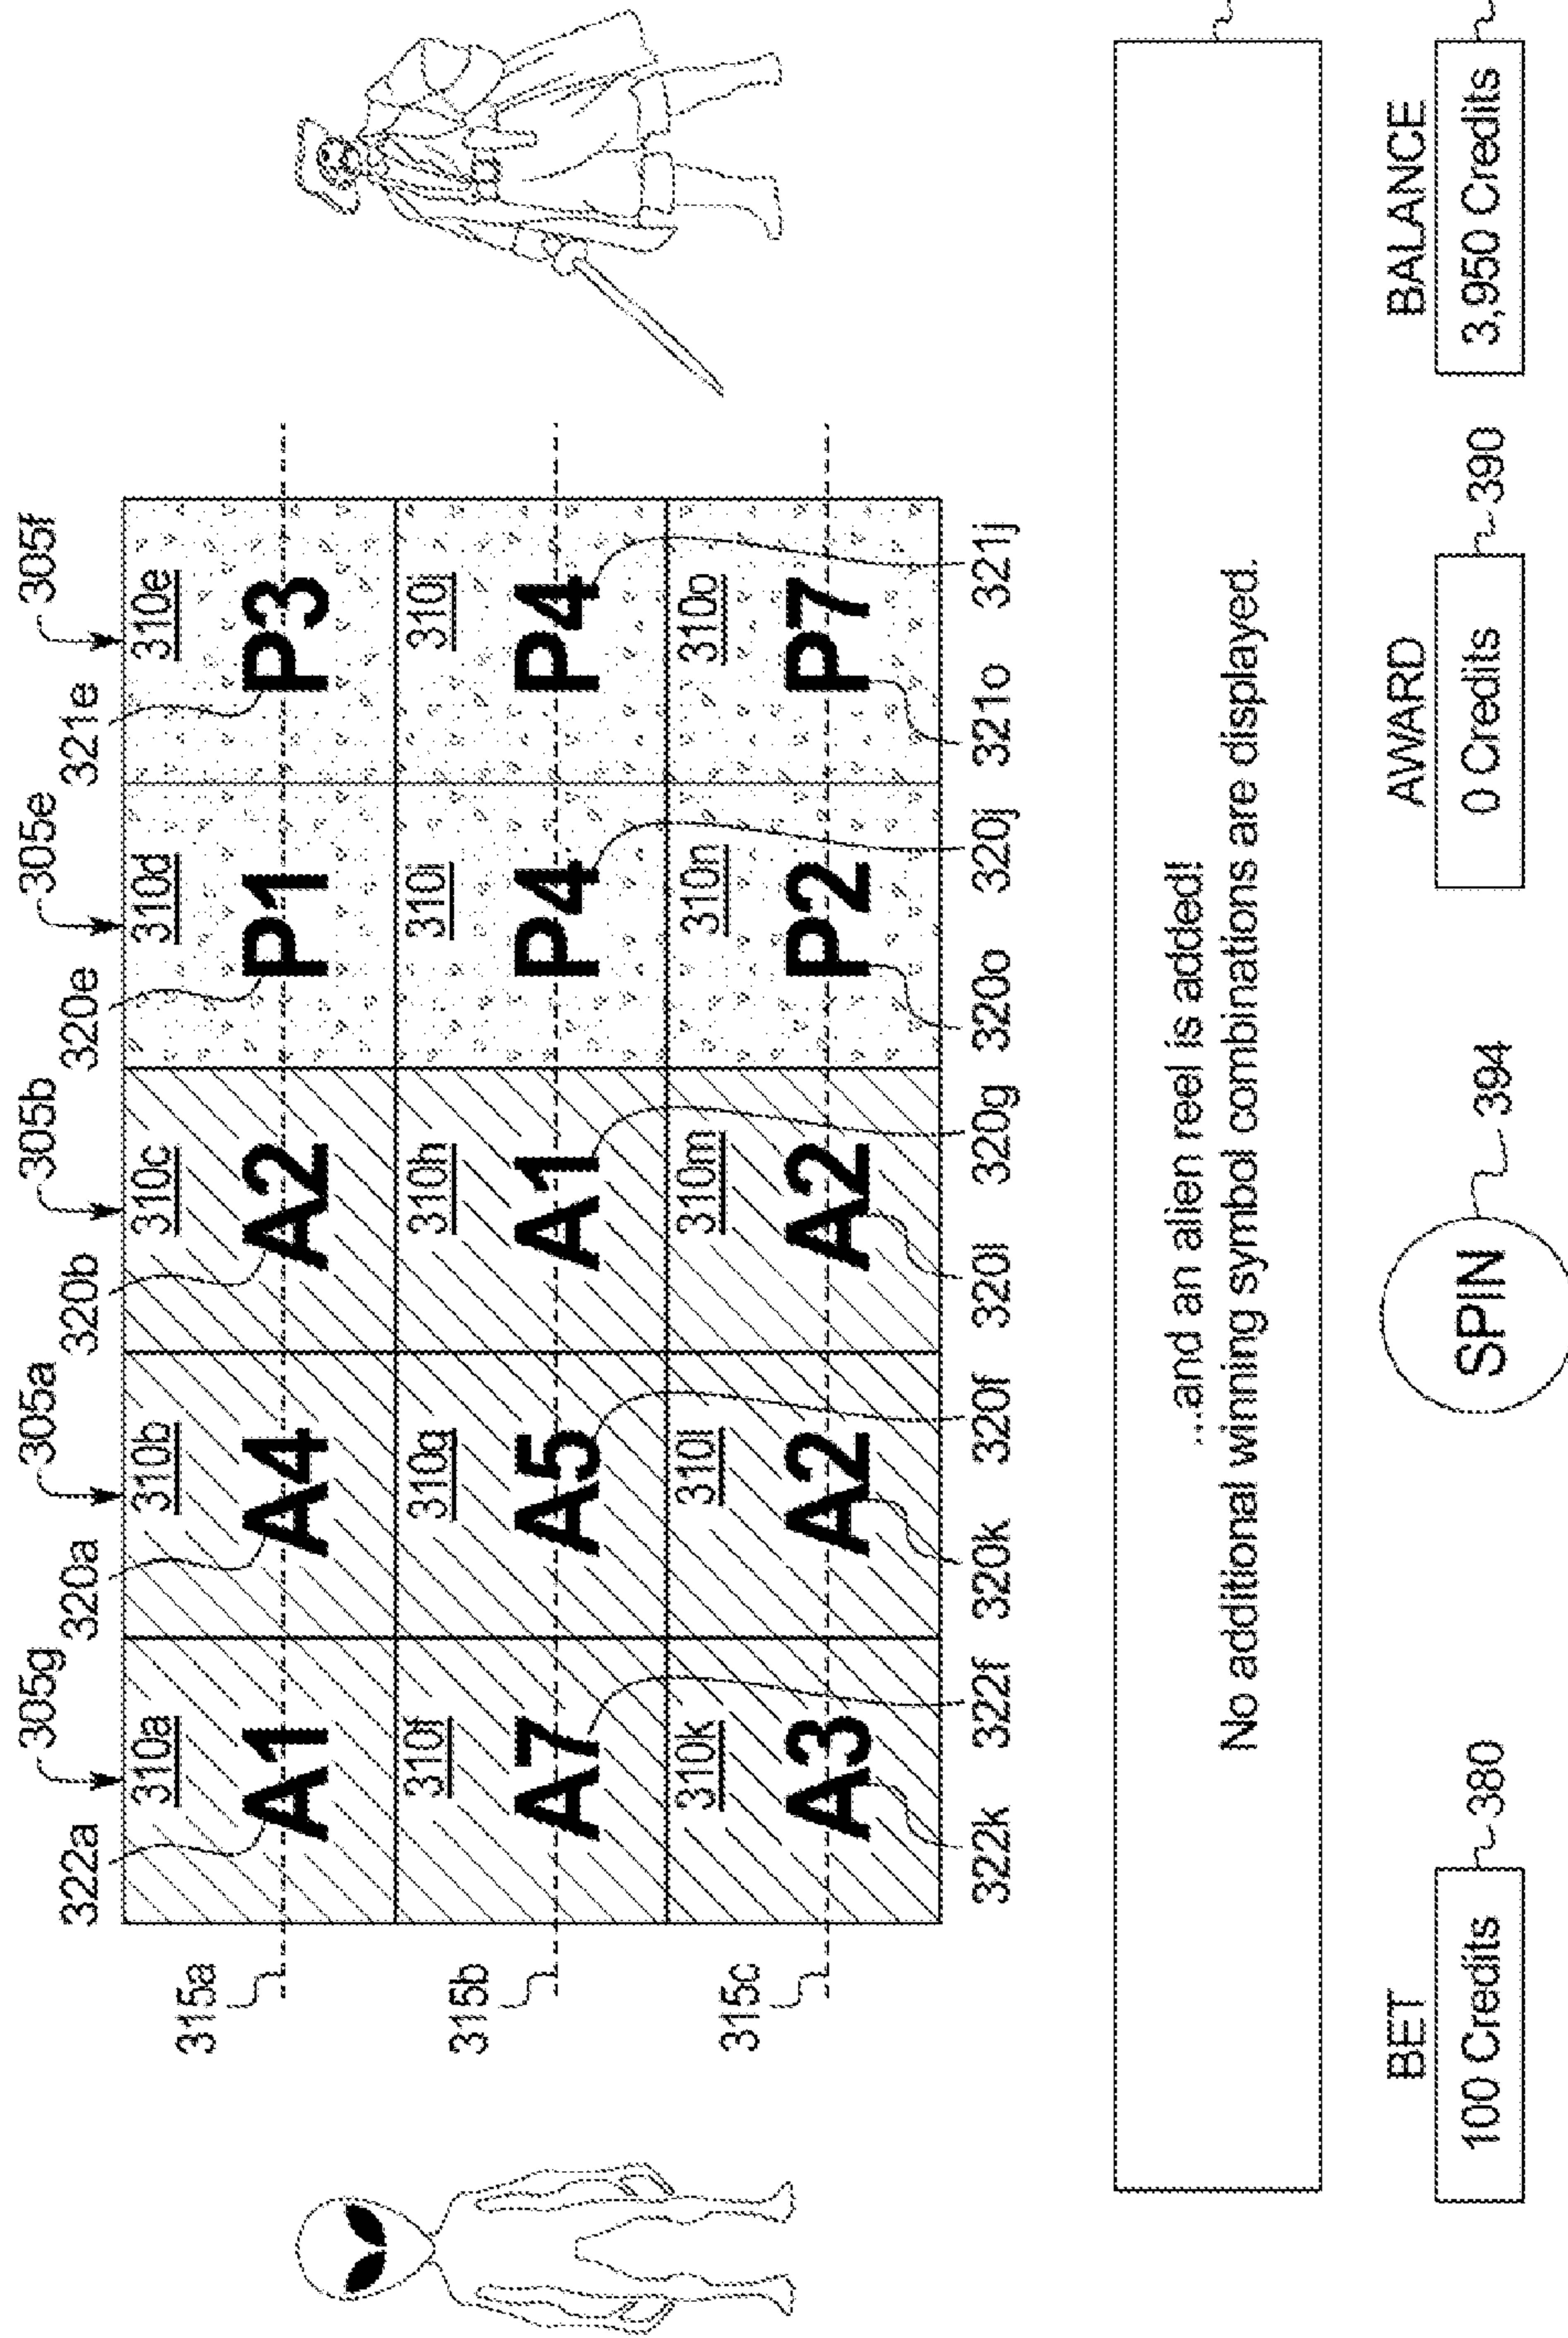 305g 305a 305b 305e 305f
322a 320a 320b 320e 321e
310a 310b 310c 310d 310e
315a A1 A4 A2 P1 P3
310f 310g 310h 310i 310j
315b A7 A5 A1 P4 P4
310k 310l 310m 310n 310o
315c A3 A2 A2 P2 P7
322k 322f 320k 320f 320l 320g 320o 320j 321o 321j
...and an alien reel is added!
No additional winning symbol combinations are displayed.
BET AWARD BALANCE
100 Credits 380 SPIN 394 0 Credits 390 3,950 Credits